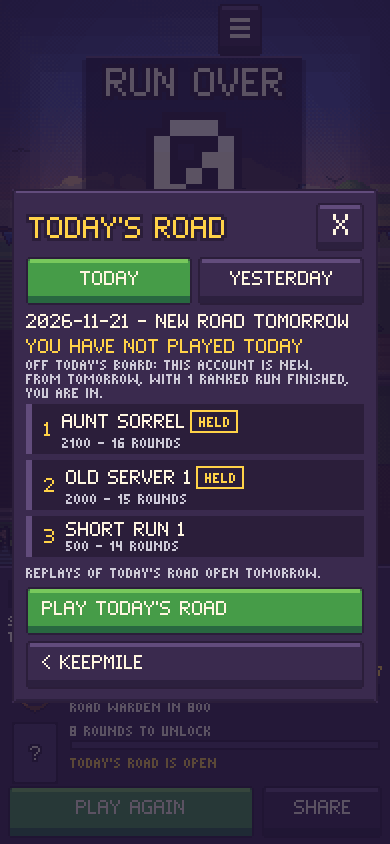 RUN OVER
TODAY'S ROAD
X
TODAY
YESTERDAY
2026-11-21 - NEW ROAD TOMORROW
YOU HAVE NOT PLAYED TODAY
OFF TODAY'S BOARD: THIS ACCOUNT IS NEW.
FROM TOMORROW, WITH 1 RANKED RUN FINISHED,
YOU ARE IN.
1 AUNT SORREL HELD
2100 - 16 ROUNDS
2 OLD SERVER 1 HELD
2000 - 15 ROUNDS
3 SHORT RUN 1
500 - 14 ROUNDS
REPLAYS OF TODAY'S ROAD OPEN TOMORROW.
PLAY TODAY'S ROAD
< KEEPMILE
ROAD WARDEN IN 800
?
8 ROUNDS TO UNLOCK
TODAY'S ROAD IS OPEN
PLAY AGAIN
SHARE